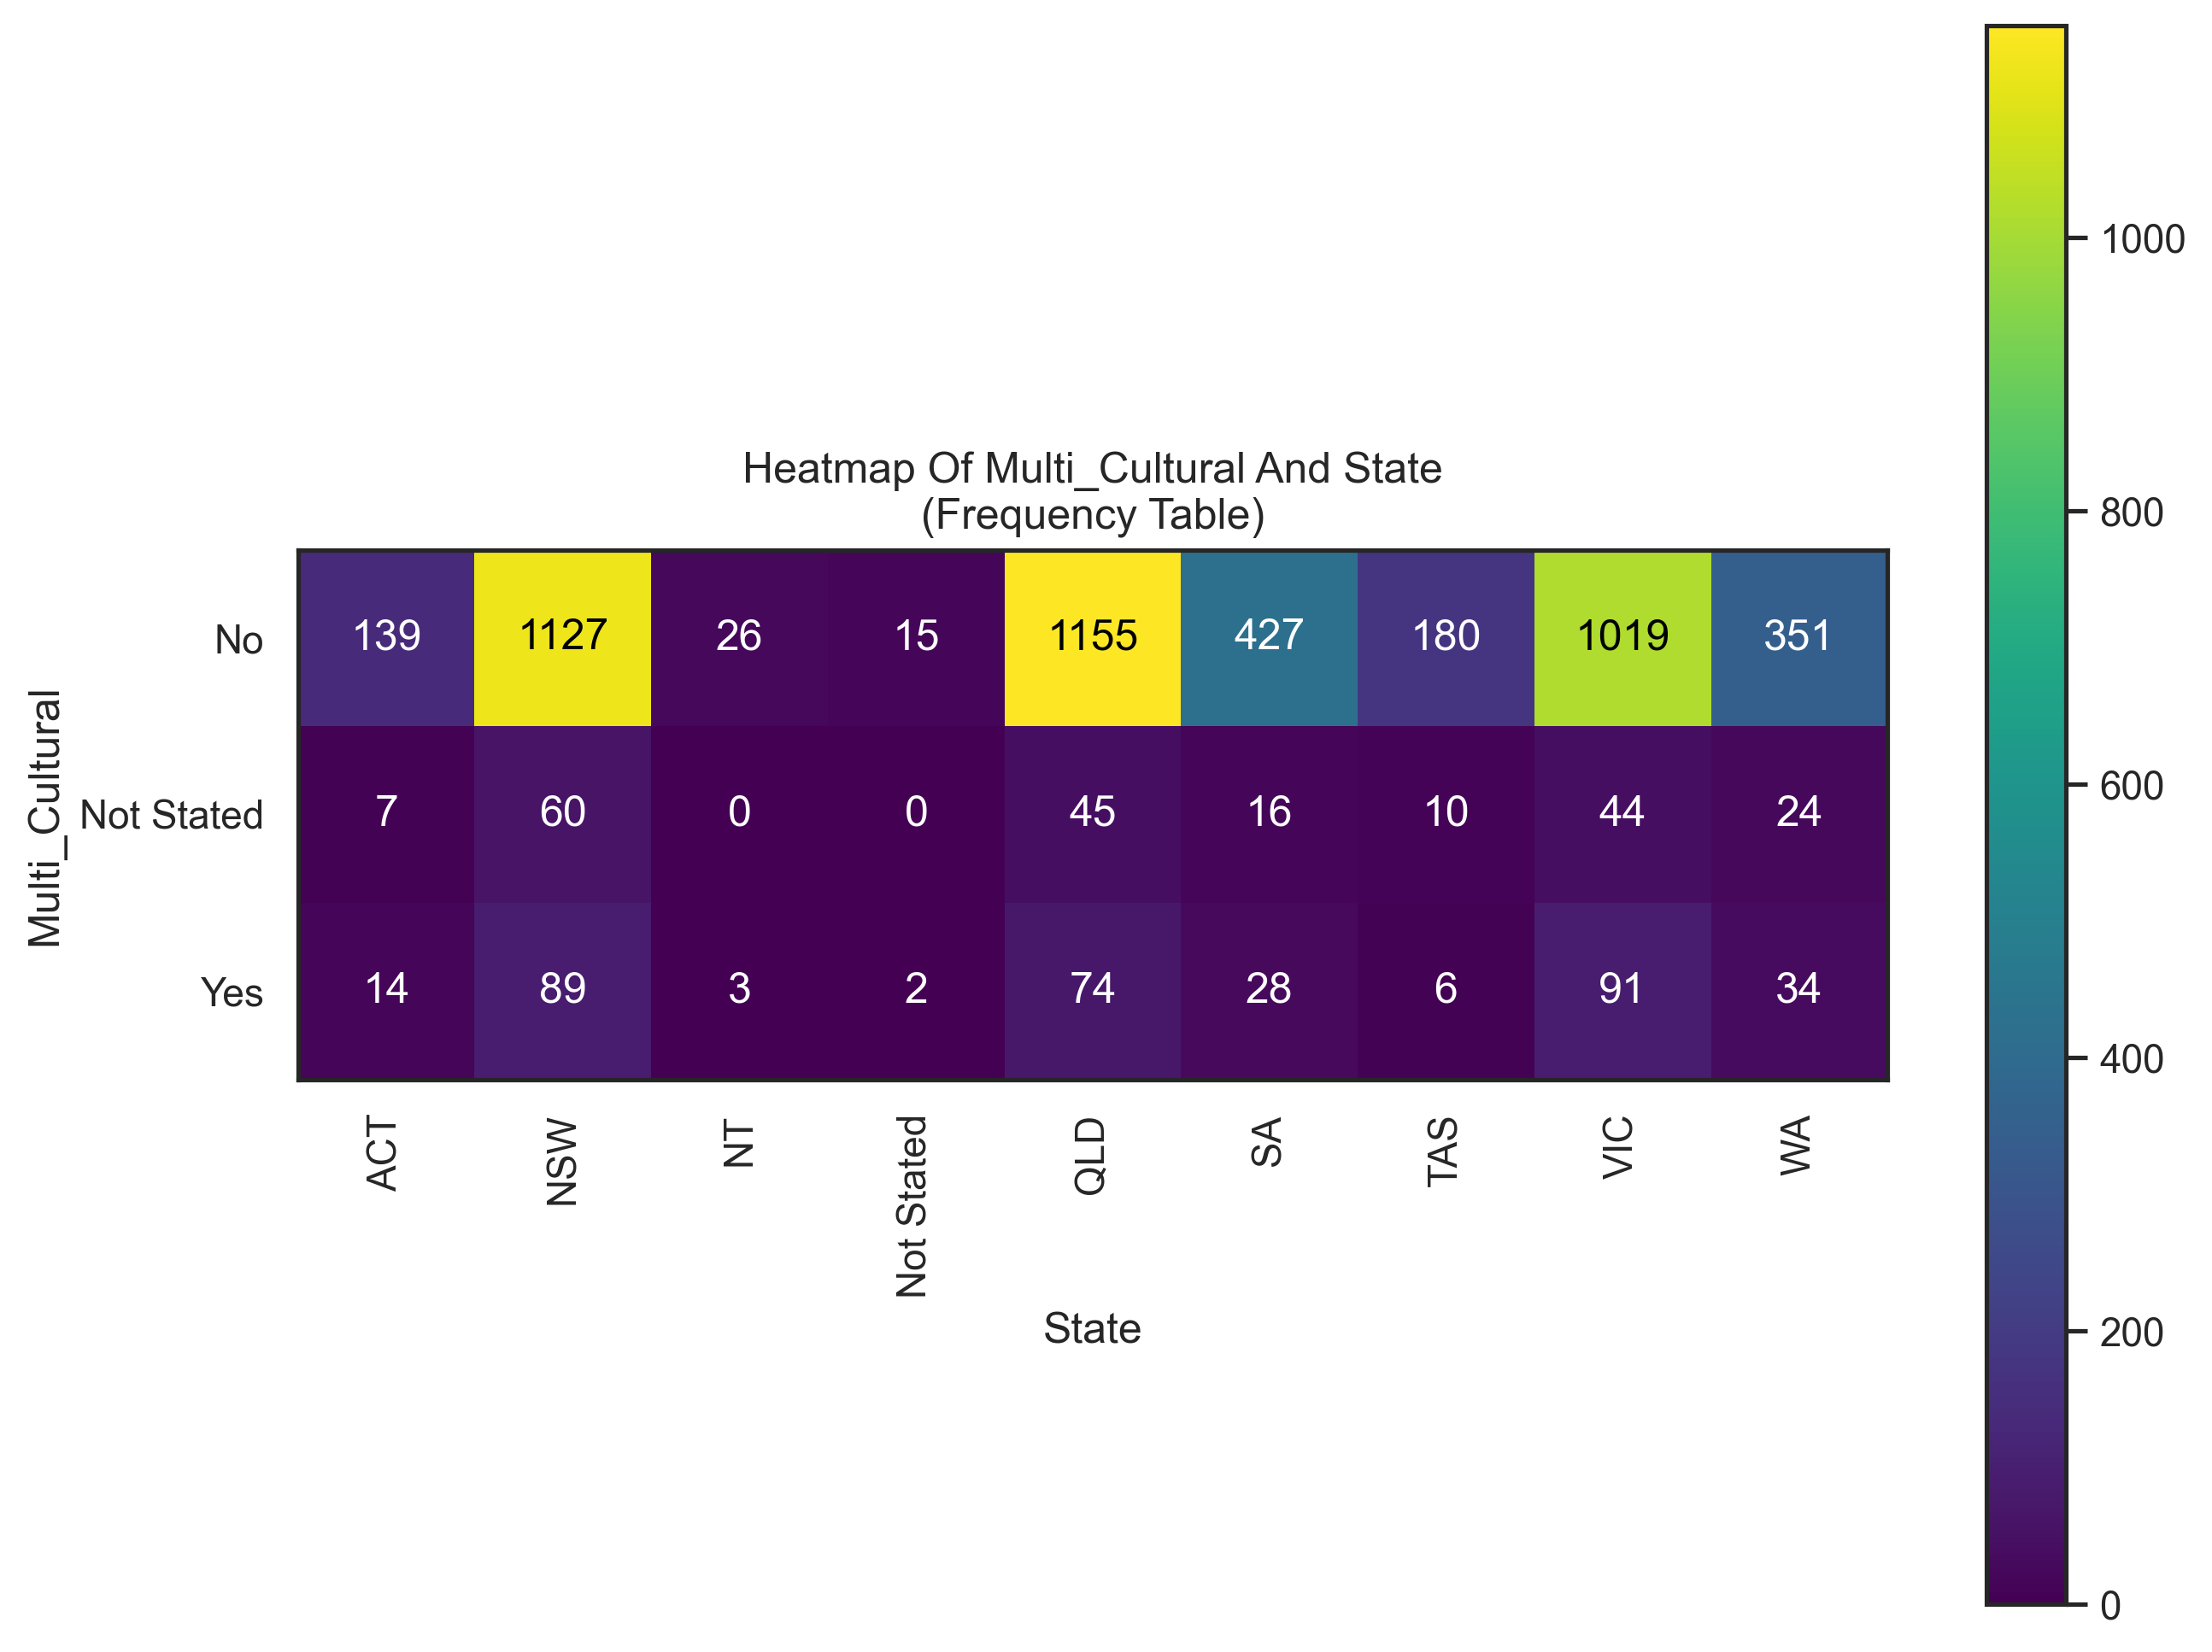 Heatmap Of Multi_Cultural And State
(Frequency Table)
Multi_Cultural
No 139 1127 26 15 1155 427 180 1019 351
Not Stated 7 60 0 0 45 16 10 44 24
Yes 14 89 3 2 74 28 6 91 34
ACT NSW NT Not Stated QLD SA TAS VIC WA
State
1000
800
600
400
200
0